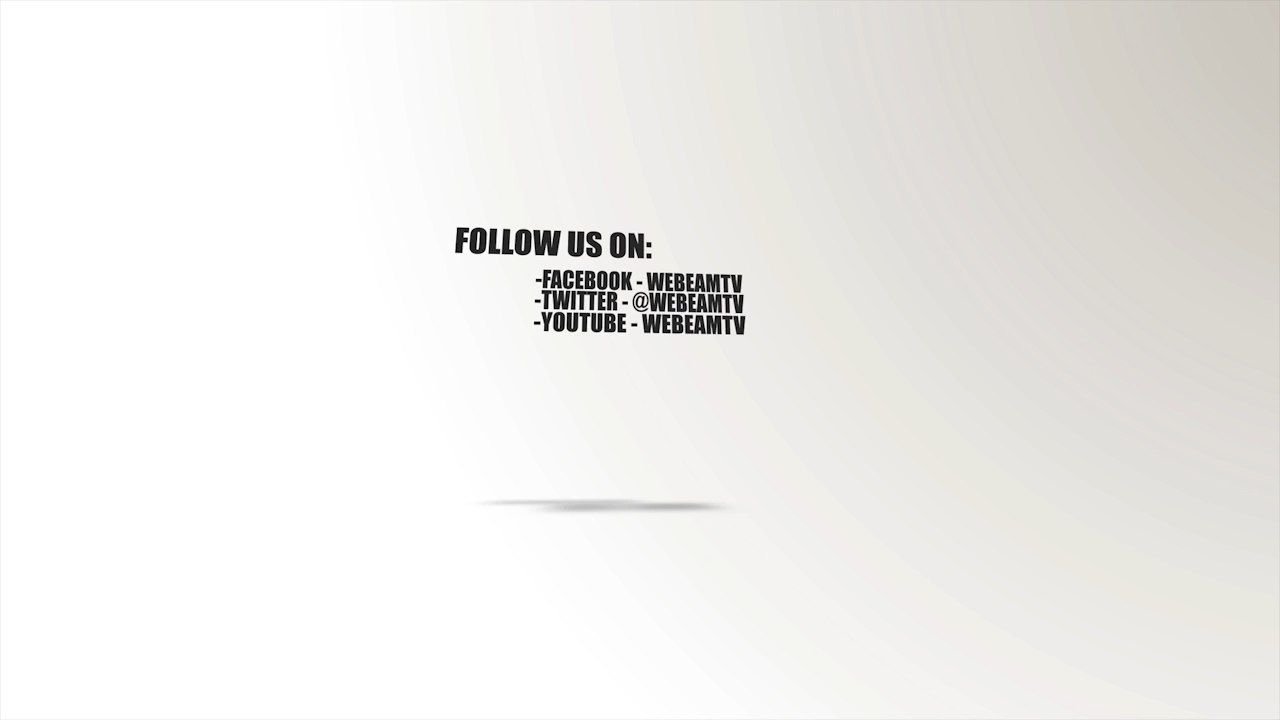 FOLLOW US ON:
-FACEBOOK - WEBEAMTV
-TWITTER - @WEBEAMTV
-YOUTUBE - WEBEAMTV